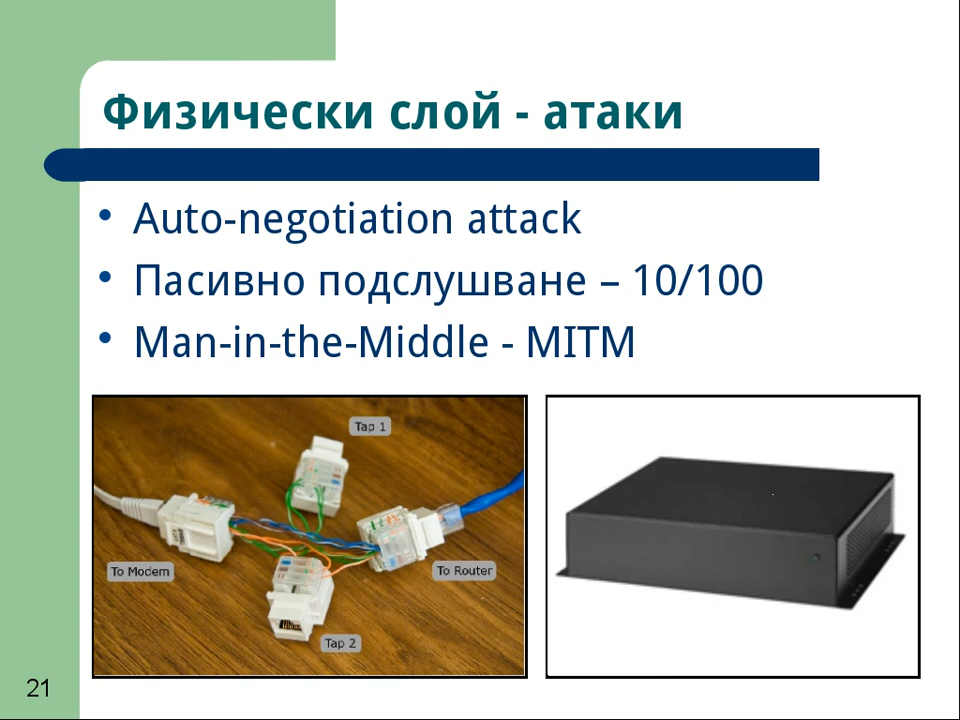 Физически слой - атаки
• Auto-negotiation attack
• Пасивно подслушване – 10/100
• Man-in-the-Middle - MITM
Tap 1
To Modem
To Router
Tap 2
21